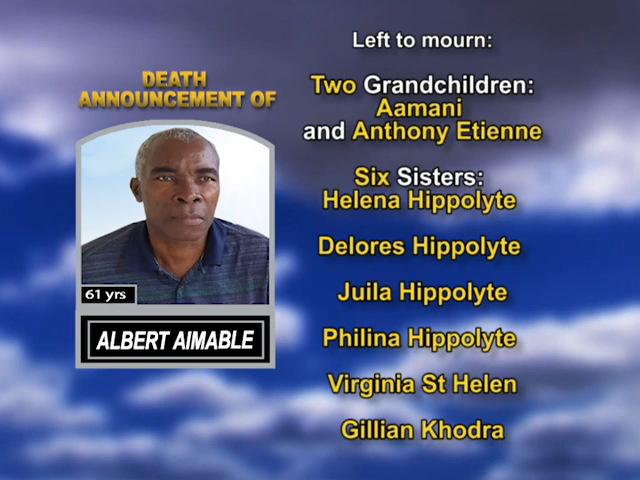 DEATH
ANNOUNCEMENT OF
61 yrs
ALBERT AIMABLE
Left to mourn:
Two Grandchildren:
Aamani
and Anthony Etienne
Six Sisters:
Helena Hippolyte
Delores Hippolyte
Juila Hippolyte
Philina Hippolyte
Virginia St Helen
Gillian Khodra